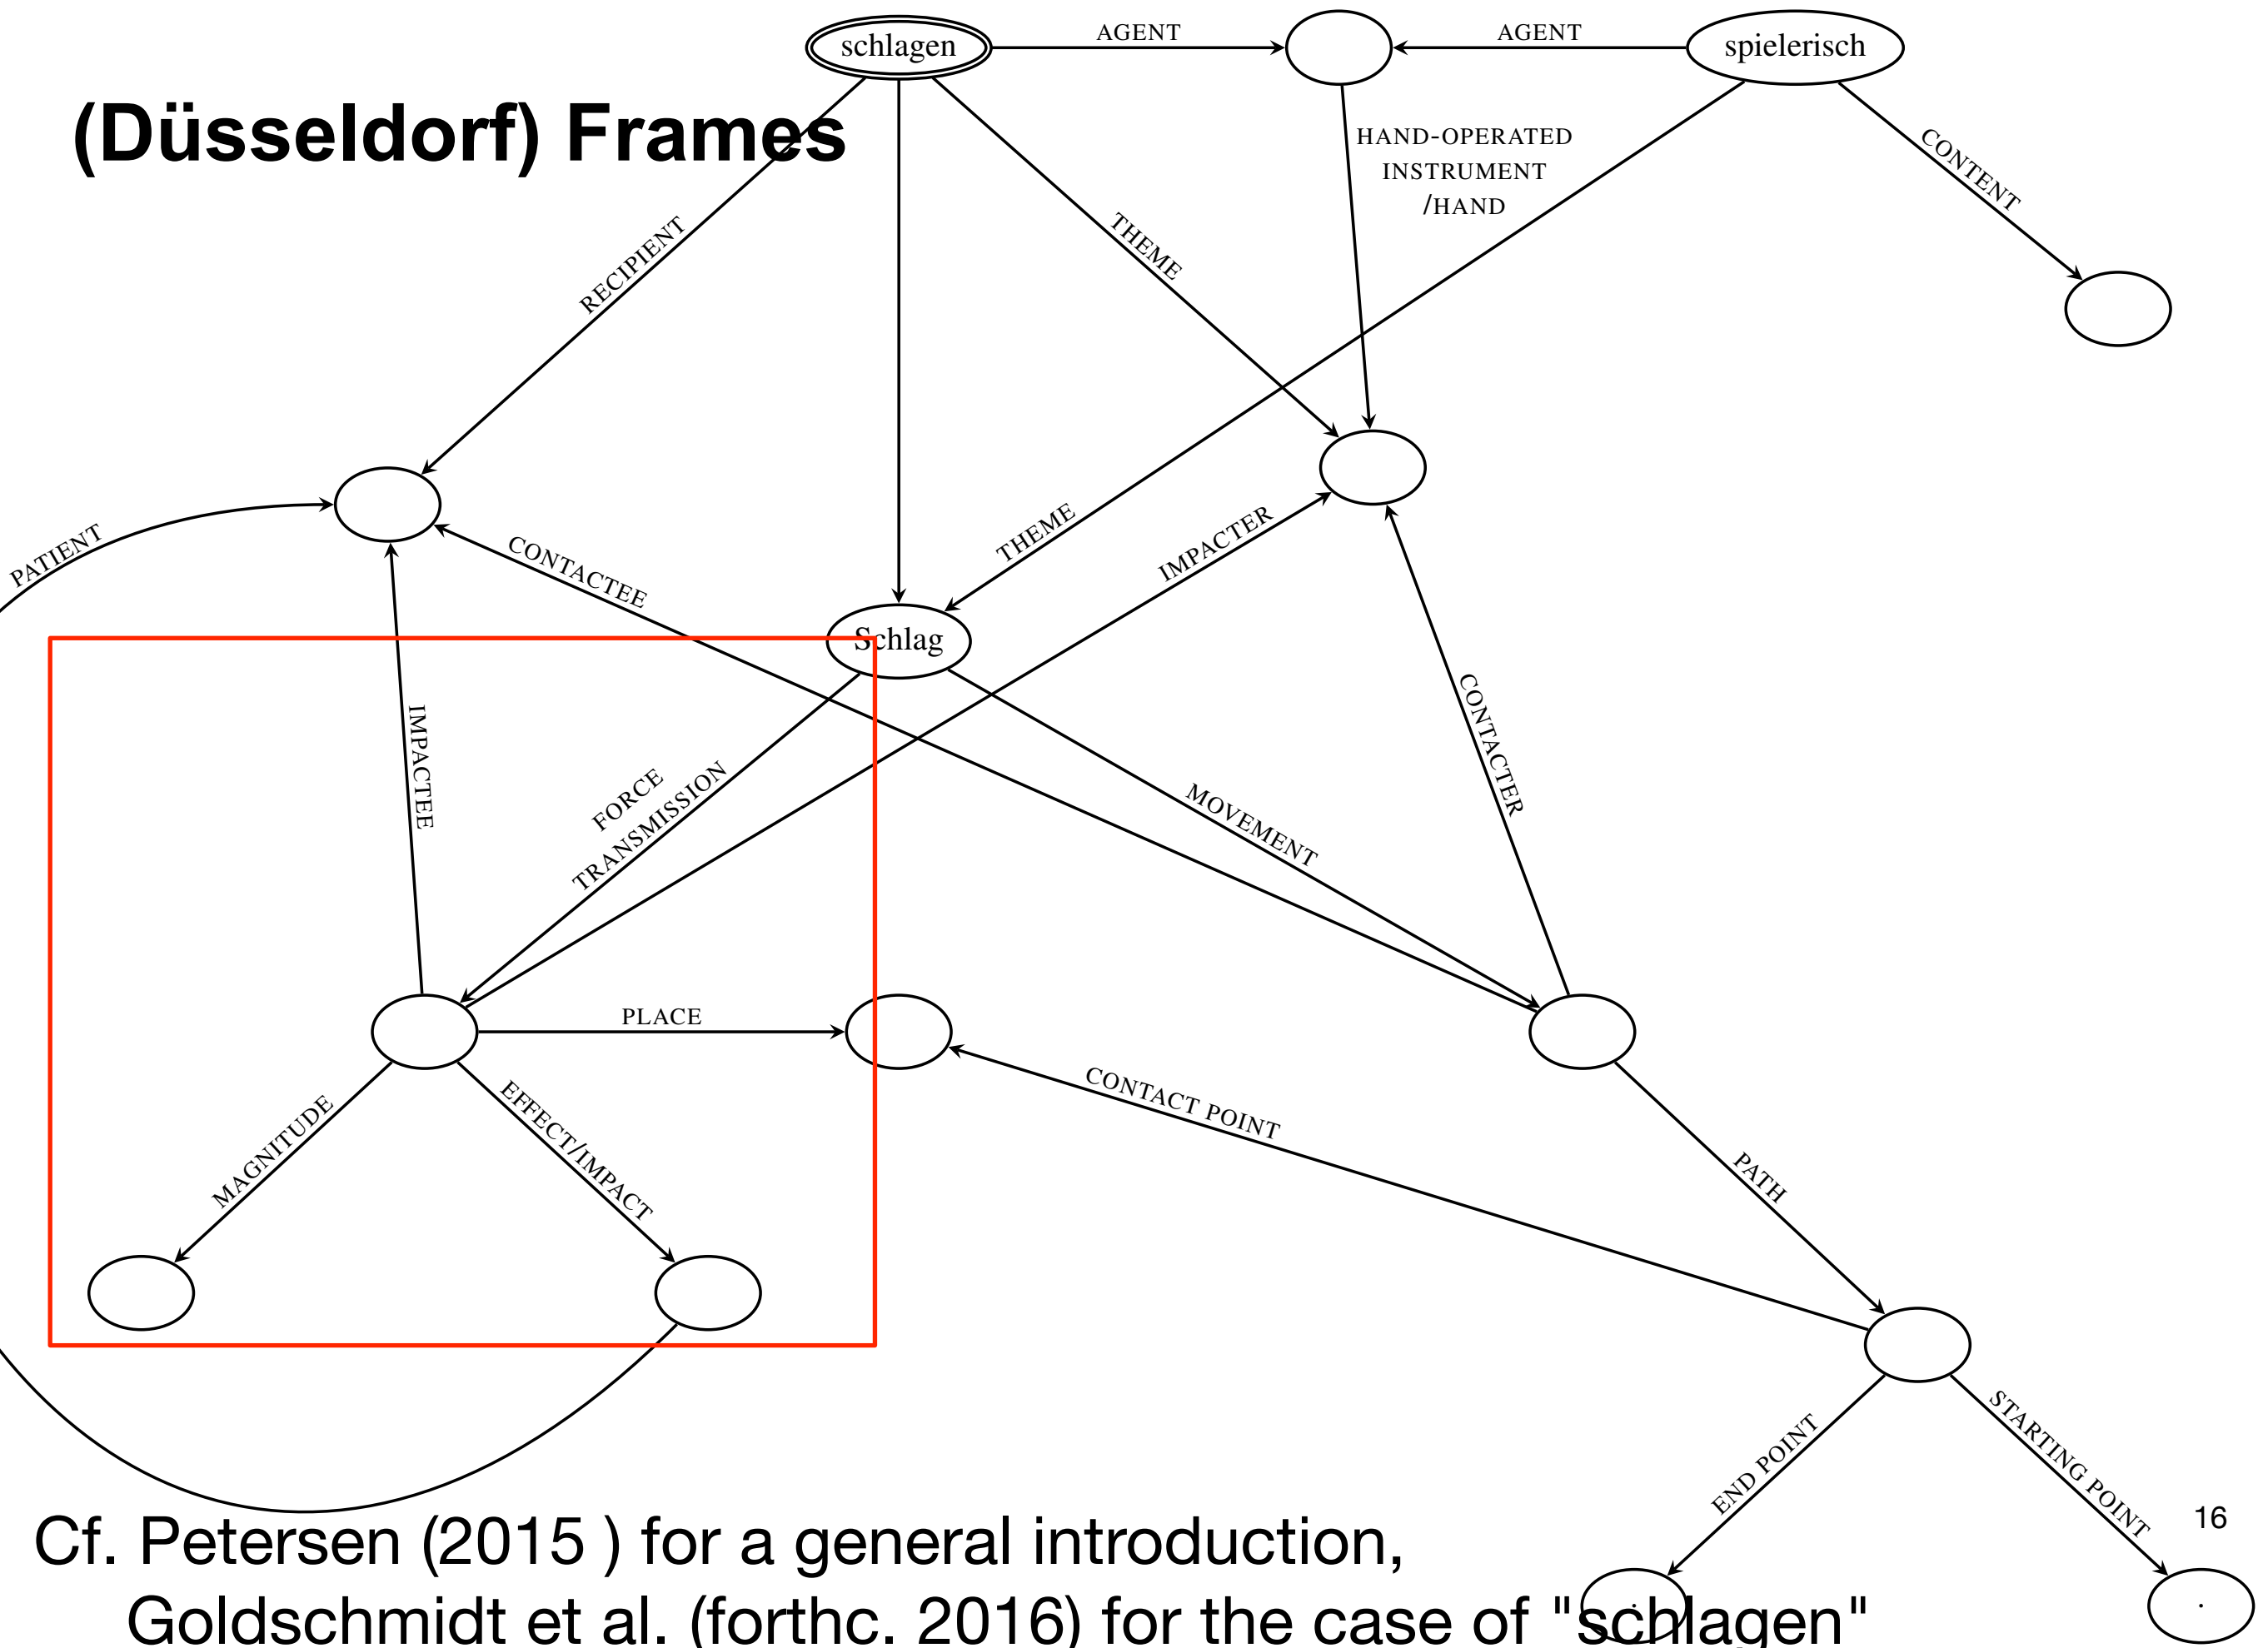 schlagen
AGENT
AGENT
spielerisch
(Düsseldorf) Frames
HAND-OPERATED
INSTRUMENT
/HAND
CONTENT
RECIPIENT
THEME
PATIENT
CONTACTEE
THEME
IMPACTER
Schlag
IMPACTEE
FORCE
TRANSMISSION
MOVEMENT
CONTACTER
PLACE
CONTACT POINT
MAGNITUDE
EFFECT/IMPACT
PATH
END POINT
STARTING POINT
16
Cf. Petersen (2015 ) for a general introduction,
Goldschmidt et al. (forthc. 2016) for the case of "schlagen"